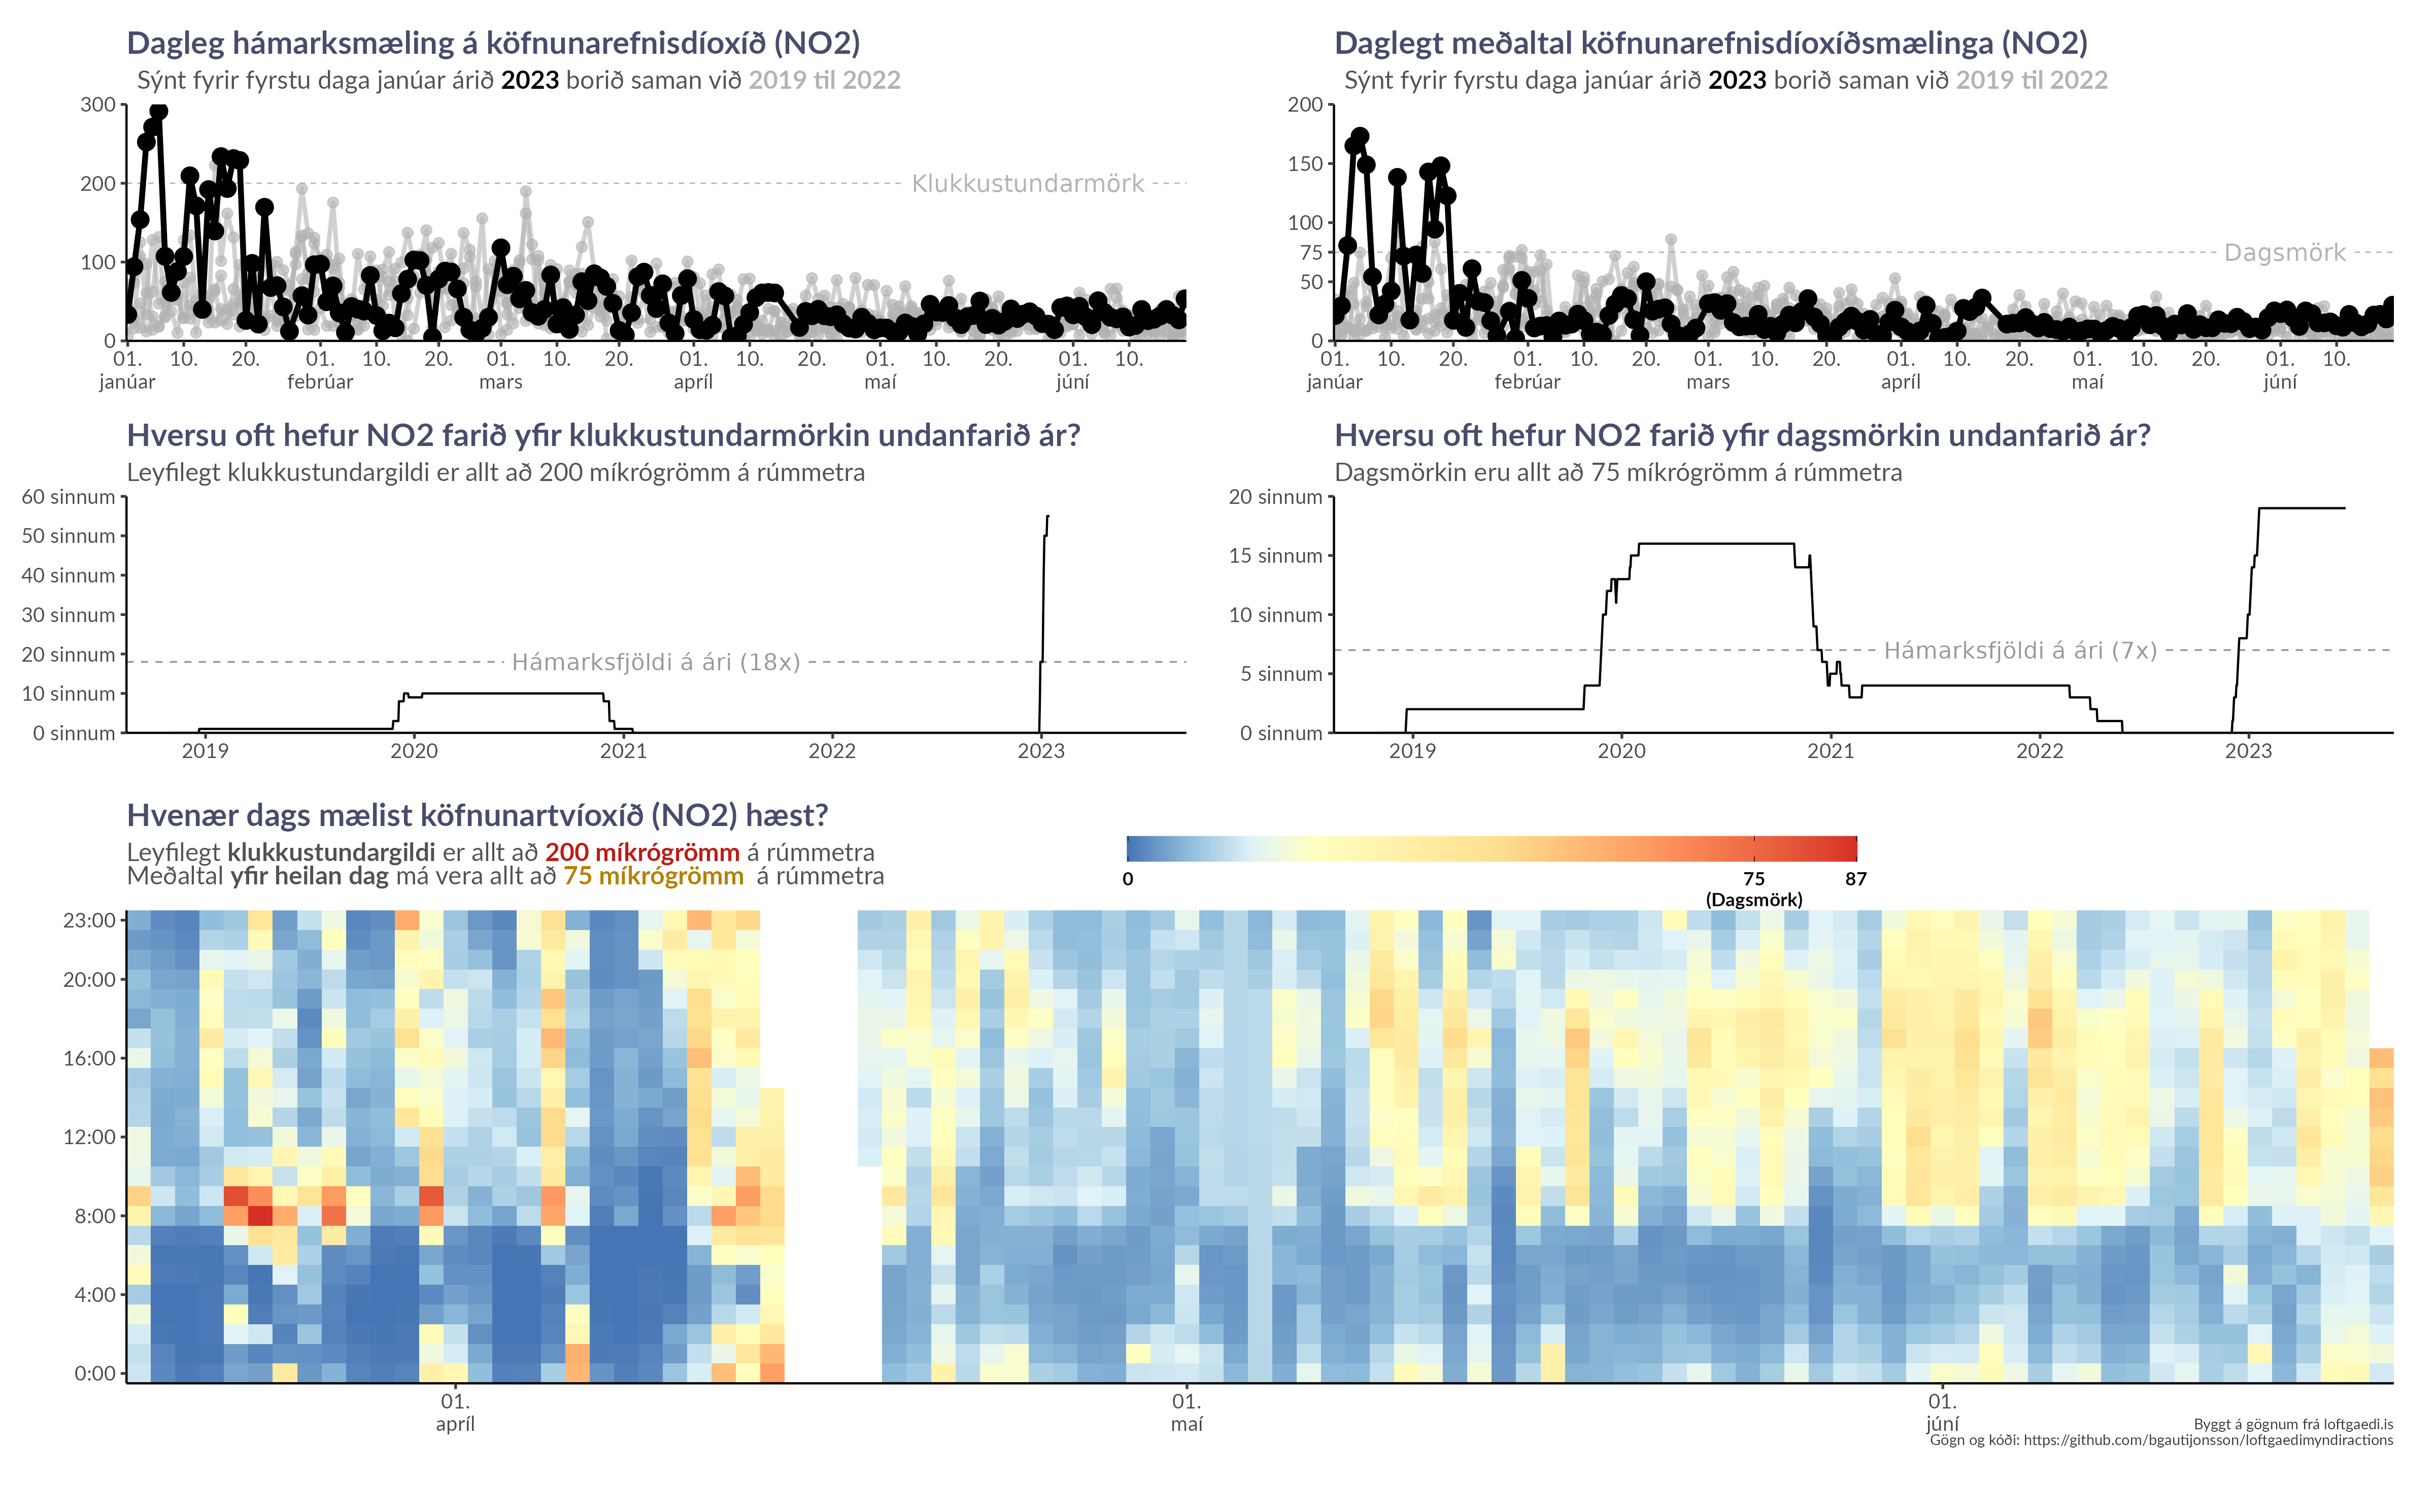 Dagleg hámarksmæling á köfnunarefnisdíoxíð (NO2)
Sýnt fyrir fyrstu daga janúar árið 2023 borið saman við 2019 til 2022
300
200
100
0
Klukkustundarmörk
01. 10. 20. 01. 10. 20. 01. 10. 20. 01. 10. 20. 01. 10. 20. 01. 10.
janúar febrúar mars apríl maí júní
Daglegt meðaltal köfnunarefnisdíoxíðsmælinga (NO2)
Sýnt fyrir fyrstu daga janúar árið 2023 borið saman við 2019 til 2022
200
150
100
75
50
0
Dagsmörk
01. 10. 20. 01. 10. 20. 01. 10. 20. 01. 10. 20. 01. 10. 20. 01. 10.
janúar febrúar mars apríl maí júní
Hversu oft hefur NO2 farið yfir klukkustundarmörkin undanfarið ár?
Leyfilegt klukkustundargildi er allt að 200 míkrógrömm á rúmmetra
60 sinnum
50 sinnum
40 sinnum
30 sinnum
20 sinnum
10 sinnum
0 sinnum
Hámarksfjöldi á ári (18x)
2019 2020 2021 2022 2023
Hversu oft hefur NO2 farið yfir dagsmörkin undanfarið ár?
Dagsmörkin eru allt að 75 míkrógrömm á rúmmetra
20 sinnum
15 sinnum
10 sinnum
5 sinnum
0 sinnum
Hámarksfjöldi á ári (7x)
2019 2020 2021 2022 2023
Hvenær dags mælist köfnunartvíoxíð (NO2) hæst?
Leyfilegt klukkustundargildi er allt að 200 míkrógrömm á rúmmetra
Meðaltal yfir heilan dag má vera allt að 75 míkrógrömm á rúmmetra
0 75 87
(Dagsmörk)
23:00
20:00
16:00
12:00
8:00
4:00
0:00
01. 01. 01.
apríl maí júní
Byggt á gögnum frá loftgaedi.is
Gögn og kóði: https://github.com/bgautijonsson/loftgaedimyndiractions